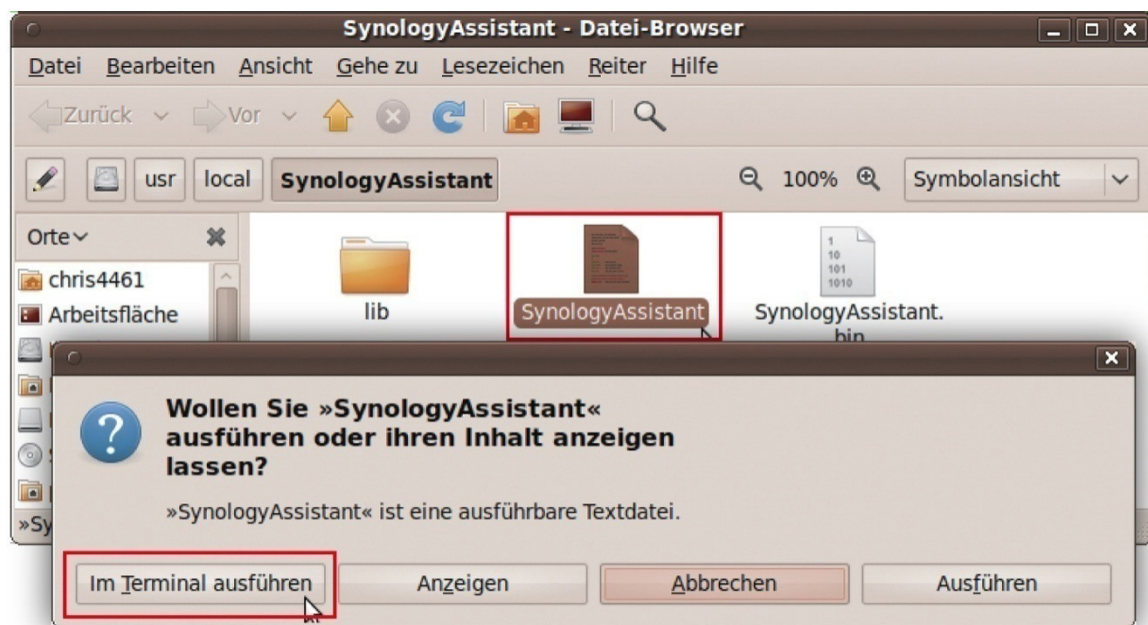 SynologyAssistant - Datei-Browser
Datei Bearbeiten Ansicht Gehe zu Lesezeichen Reiter Hilfe
Zurück Vor
usr local SynologyAssistant 100% Symbolansicht
Orte
chris4461
Arbeitsfläche
lib
SynologyAssistant
1
10
101
1010
SynologyAssistant.
bin
Wollen Sie »SynologyAssistant«
ausführen oder ihren Inhalt anzeigen
lassen?
»SynologyAssistant« ist eine ausführbare Textdatei.
»Sy
Im Terminal ausführen Anzeigen Abbrechen Ausführen